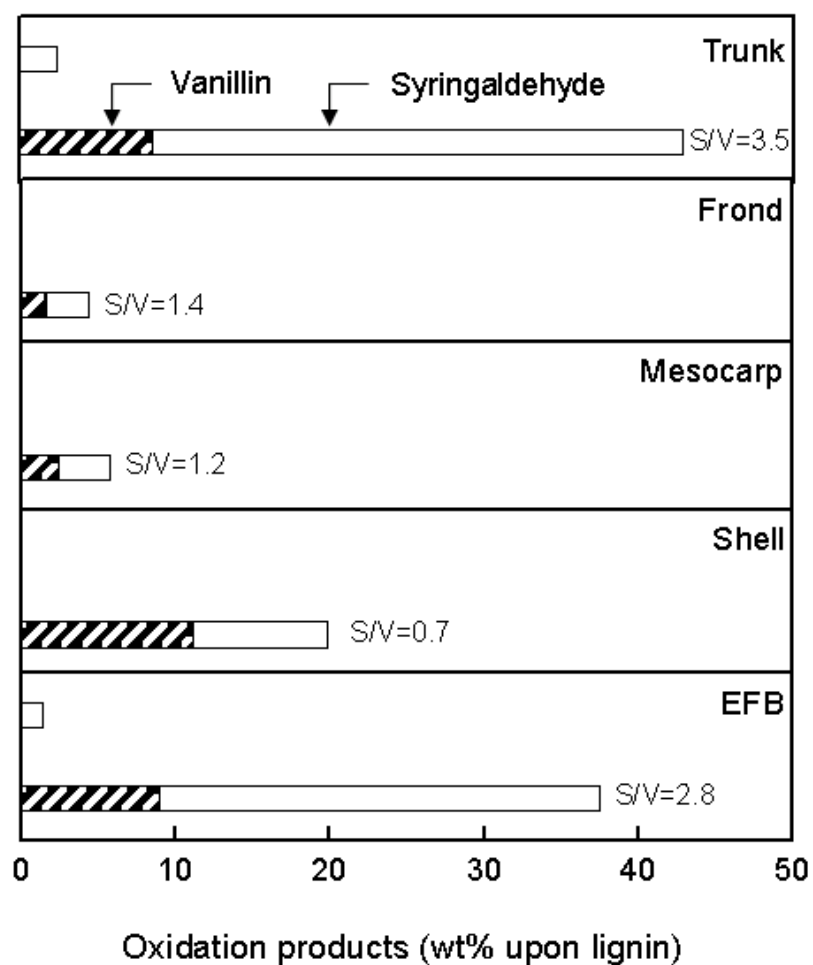 Trunk
Vanillin
Syringaldehyde
S/V=3.5
Frond
S/V=1.4
Mesocarp
S/V=1.2
Shell
S/V=0.7
EFB
S/V=2.8
0 10 20 30 40 50
Oxidation products (wt% upon lignin)